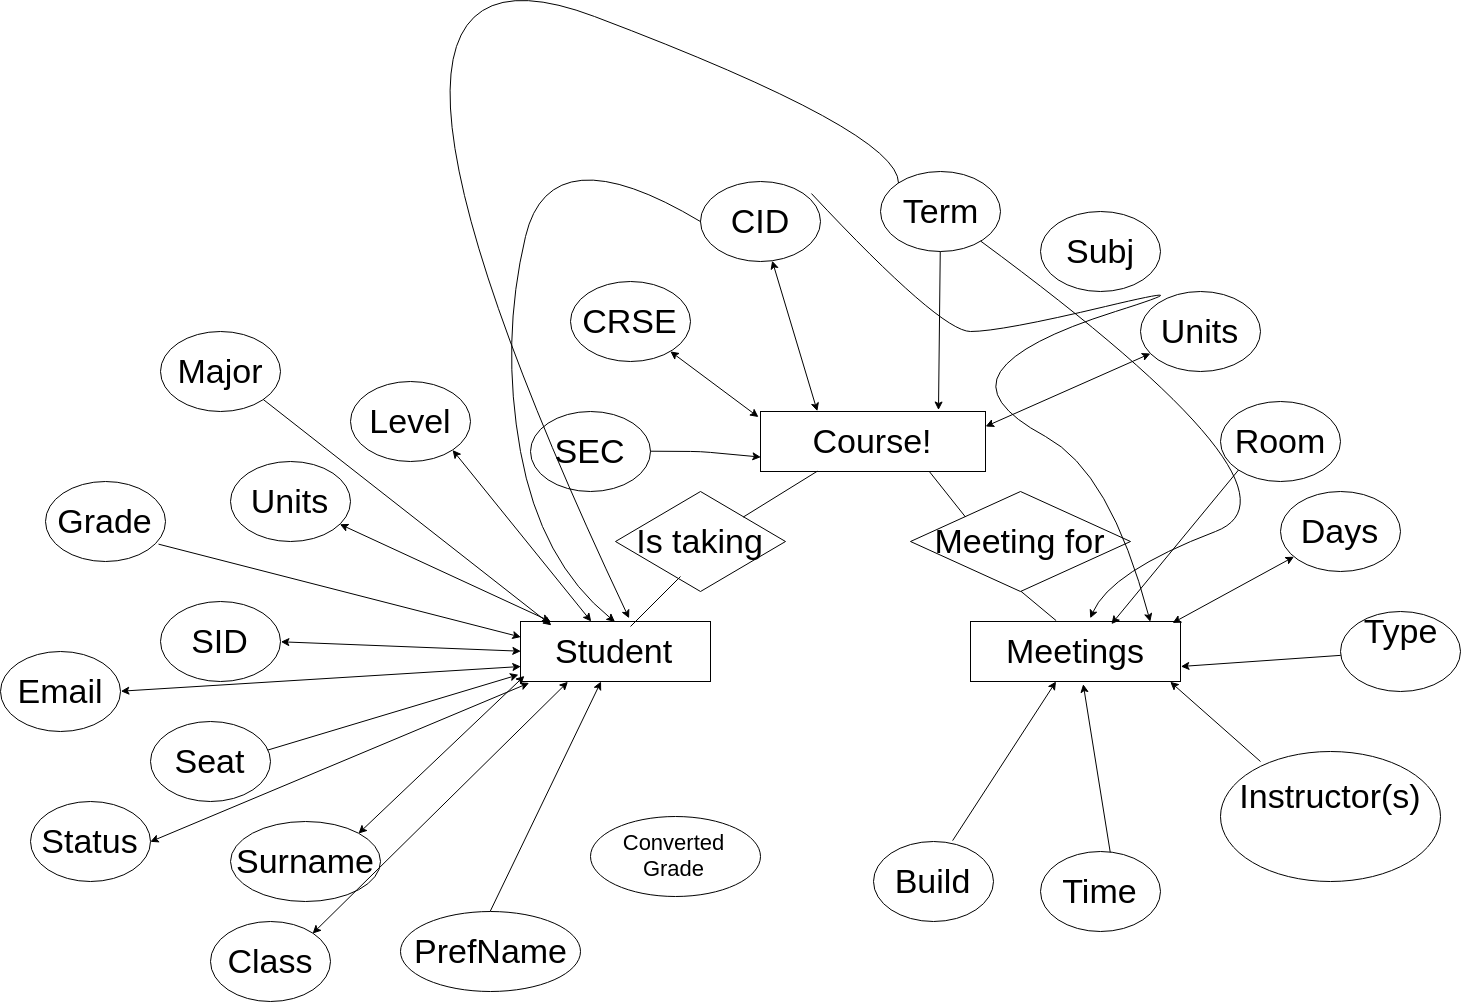 Term
CID
Subj
CRSE
Units
Major
Level
SEC
Course!
Room
Units
Grade
Is taking
Meeting for
Days
SID
Student
Meetings
Type
Email
Seat
Instructor(s)
Status
Surname
Converted
Grade
Build
Time
PrefName
Class